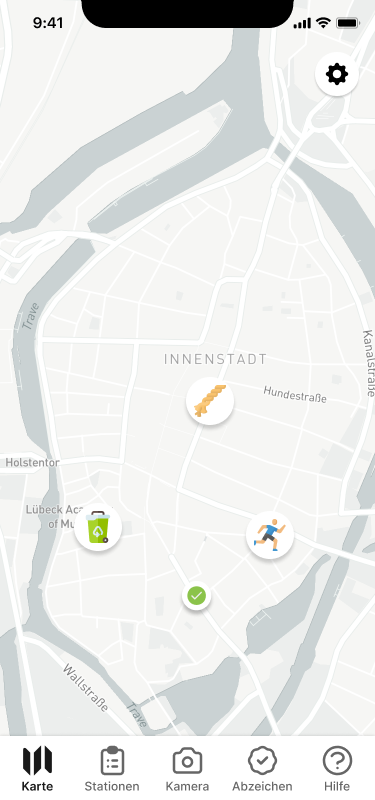 9:41
Trave
INNENSTADT
Kanalstraße
Hundestraße
Holstentor
Lübeck Aca
of Mu
Wallstraße
Trave
Karte
Stationen
Kamera
Abzeichen
Hilfe